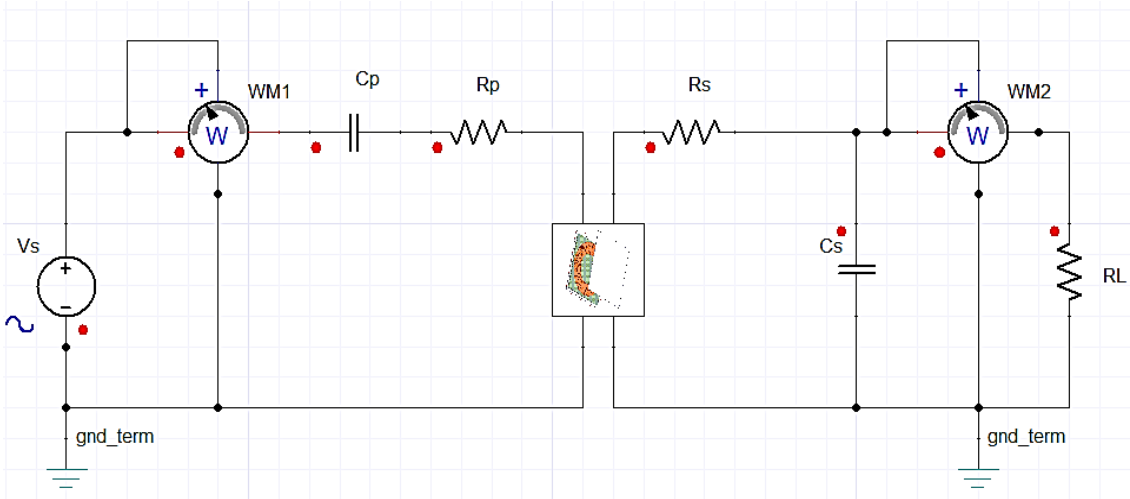 Cp
Rp
Rs
+
WM1
+
WM2
W
W
Vs
+
−
Cs
RL
gnd_term
gnd_term